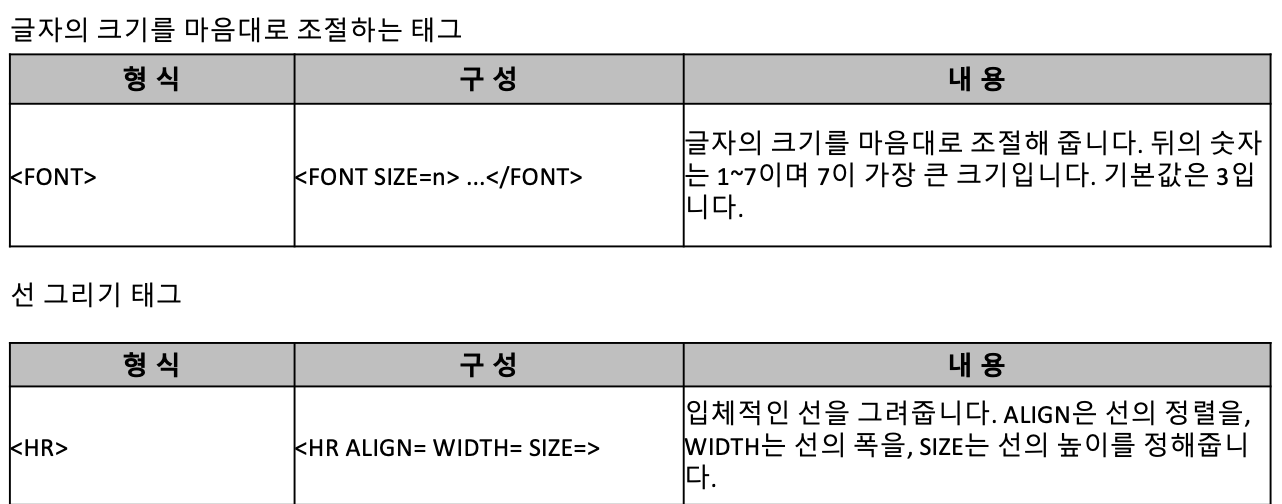 글자의 크기를 마음대로 조절하는 태그
형 식 구 성 내 용
<FONT> <FONT SIZE=n> ...</FONT> 글자의 크기를 마음대로 조절해 줍니다. 뒤의 숫자
는 1~7이며 7이 가장 큰 크기입니다. 기본값은 3입
니다.
선 그리기 태그
형 식 구 성 내 용
<HR> <HR ALIGN= WIDTH= SIZE=> 입체적인 선을 그려줍니다. ALIGN은 선의 정렬을,
WIDTH는 선의 폭을, SIZE는 선의 높이를 정해줍니
다.